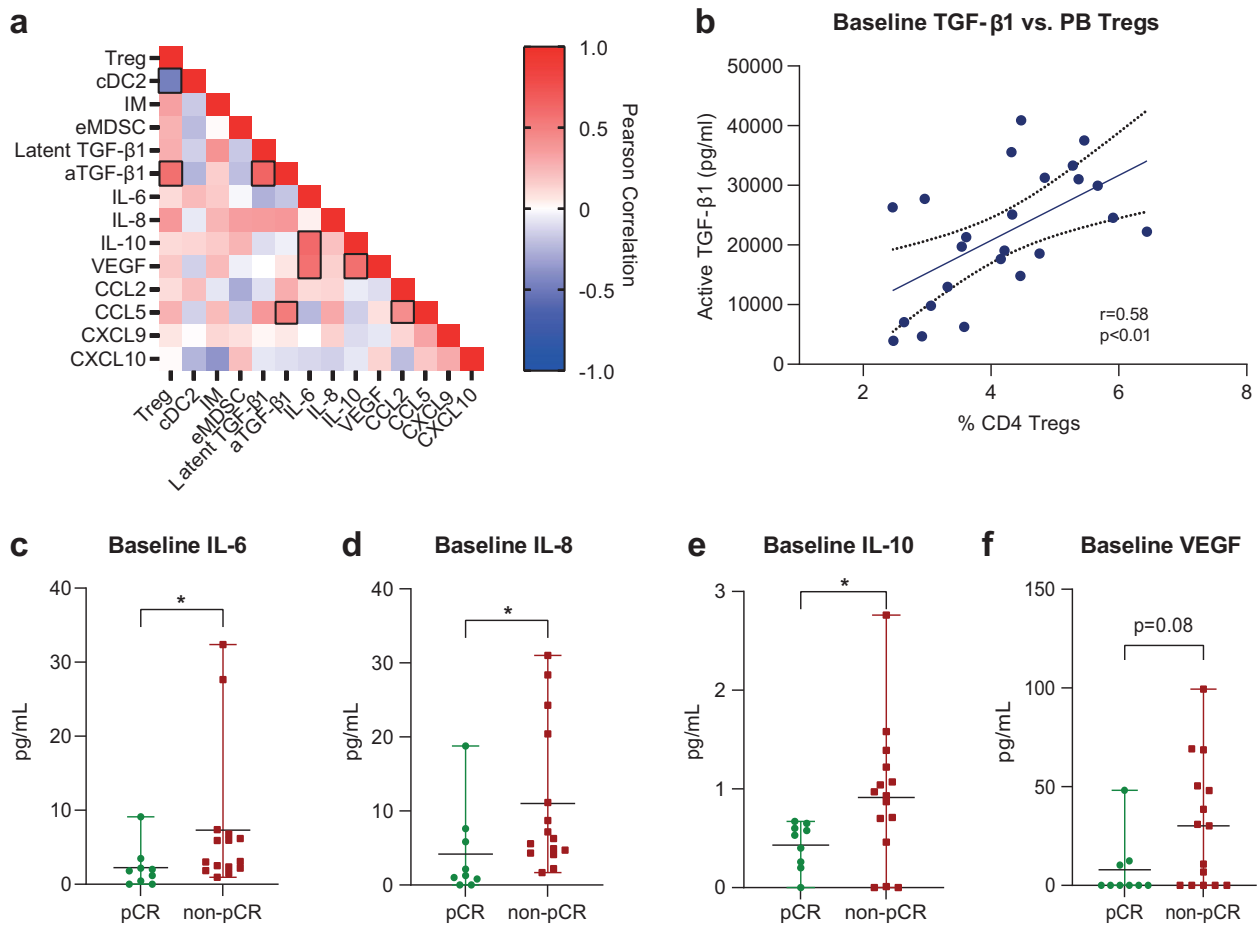 a
Treg
cDC2
IM
eMDSC
Latent TGF-β1
aTGF-β1
IL-6
IL-8
IL-10
VEGF
CCL2
CCL5
CXCL9
CXCL10
Treg
cDC2
IM
eMDSC
Latent TGF-β1
aTGF-β1
IL-6
IL-8
IL-10
VEGF
CCL2
CCL5
CXCL9
CXCL10
1.0
0.5
0
-0.5
-1.0
Pearson Correlation
b
Baseline TGF-β1 vs. PB Tregs
50000
40000
30000
20000
10000
0
Active TGF-β1 (pg/ml)
r=0.58
p<0.01
2 4 6 8
% CD4 Tregs
c
Baseline IL-6
40
30
20
10
0
pg/mL
*
pCR non-pCR
d
Baseline IL-8
40
30
20
10
0
pg/mL
*
pCR non-pCR
e
Baseline IL-10
3
2
1
0
pg/mL
*
pCR non-pCR
f
Baseline VEGF
150
100
50
0
pg/mL
p=0.08
pCR non-pCR